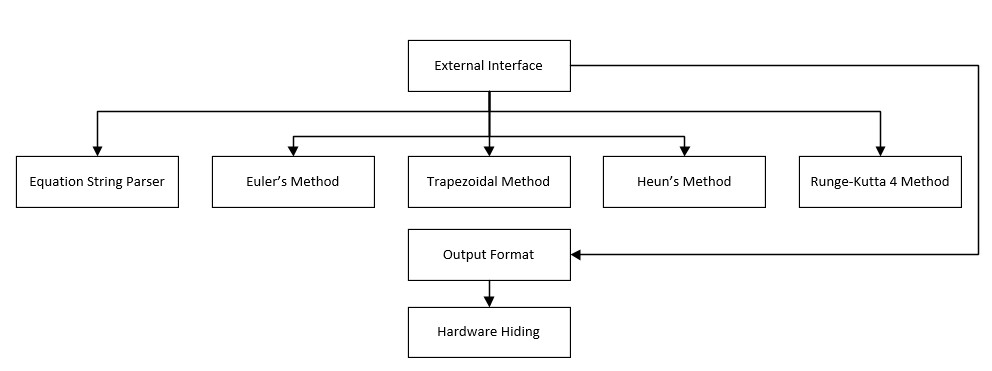 External Interface
Equation String Parser
Euler's Method
Trapezoidal Method
Heun's Method
Runge-Kutta 4 Method
Output Format
Hardware Hiding